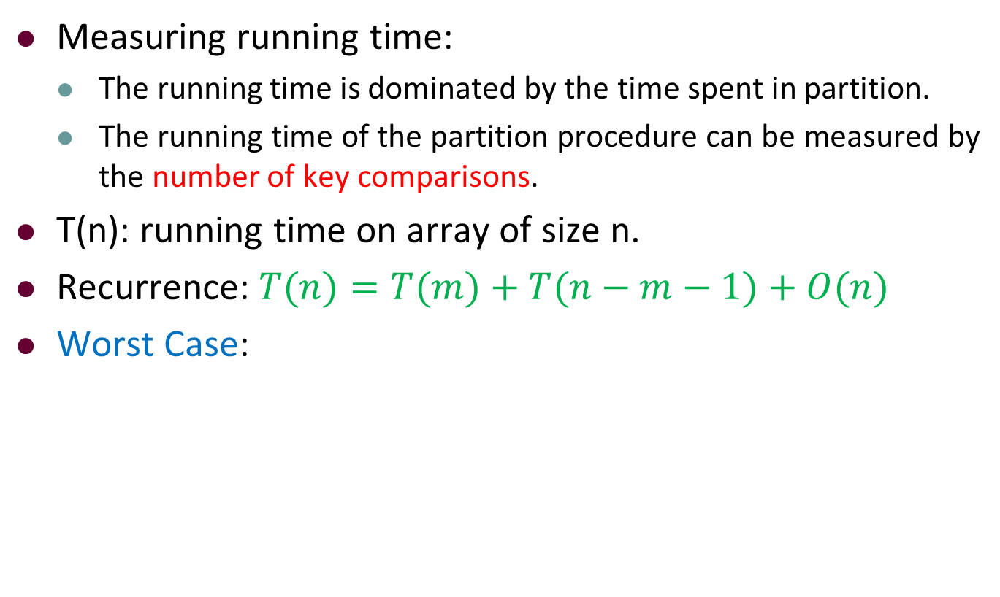 Measuring running time:
The running time is dominated by the time spent in partition.
The running time of the partition procedure can be measured by
the number of key comparisons.
T(n): running time on array of size n.
Recurrence: T(n) = T(m) + T(n − m − 1) + O(n)
Worst Case: